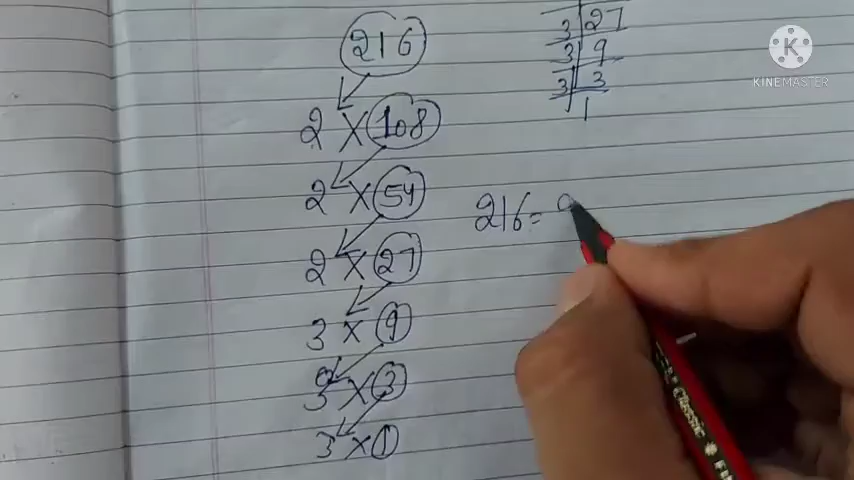 216
2 X 108
2 X 54
2 X 27
3 X 9
3 X 3
3 X 1
3 27
3 9
3 3
1
216=
K
KINEMASTER
Classic